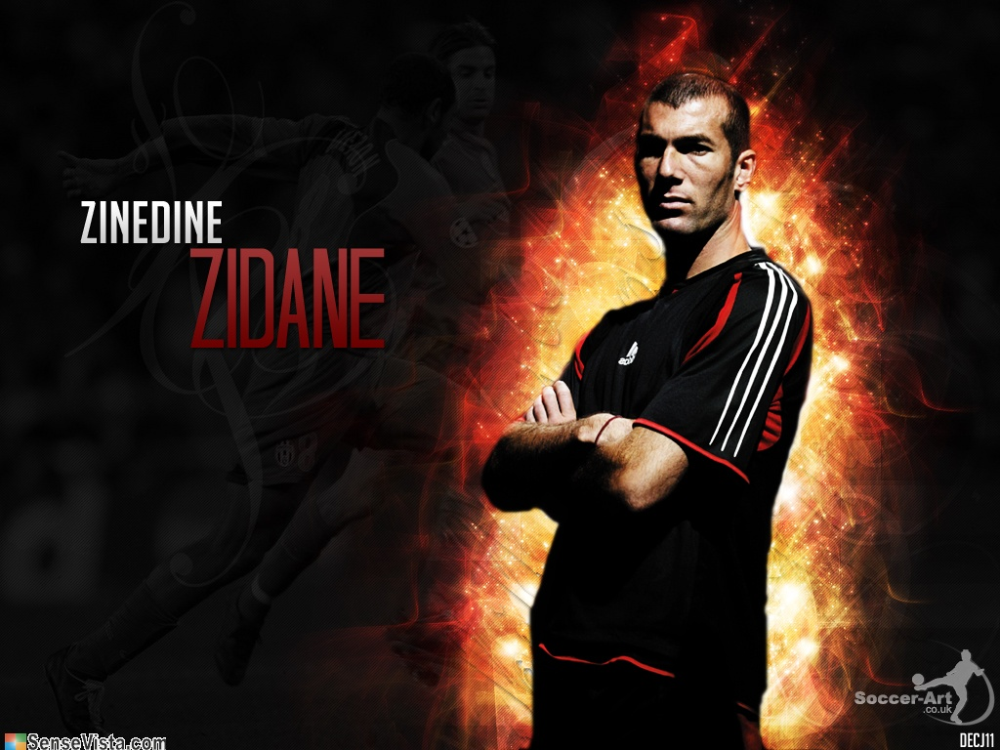 ZINEDINE
ZIDANE
Soccer-Art
.co.uk
DECJ11
SenseVista.com